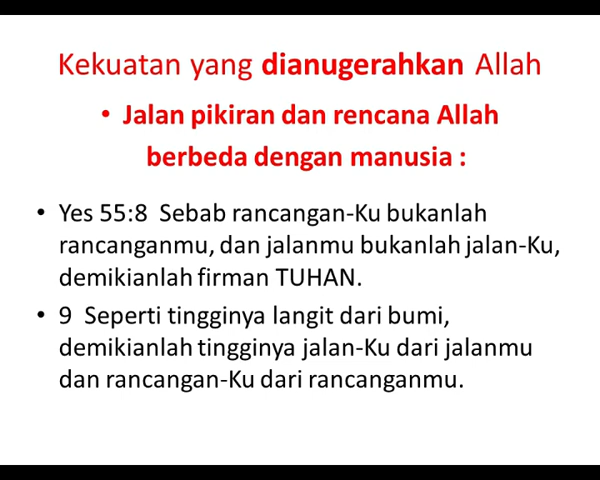 Kekuatan yang dianugerahkan Allah
• Jalan pikiran dan rencana Allah
berbeda dengan manusia :
• Yes 55:8 Sebab rancangan-Ku bukanlah
rancanganmu, dan jalanmu bukanlah jalan-Ku,
demikianlah firman TUHAN.
• 9 Seperti tingginya langit dari bumi,
demikianlah tingginya jalan-Ku dari jalanmu
dan rancangan-Ku dari rancanganmu.